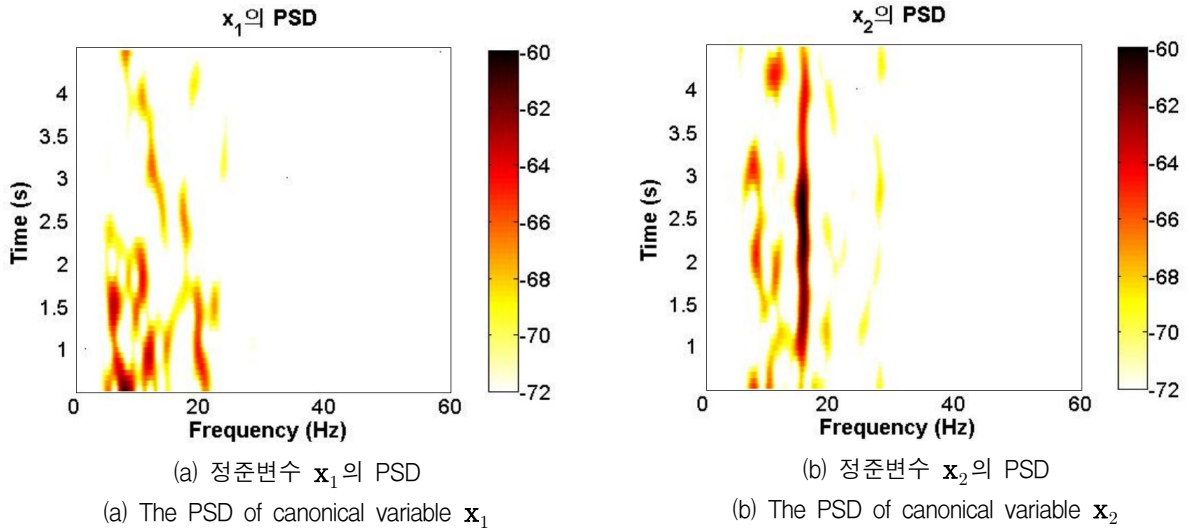 x₁의 PSD
-60
-62
-64
-66
-68
-70
-72
4
3.5
3
2.5
2
1.5
1
Time (s)
0 20 40 60
Frequency (Hz)
(a) 정준변수 x₁의 PSD
(a) The PSD of canonical variable x₁
x₂의 PSD
-60
-62
-64
-66
-68
-70
-72
4
3.5
3
2.5
2
1.5
1
Time (s)
0 20 40 60
Frequency (Hz)
(b) 정준변수 x₂의 PSD
(b) The PSD of canonical variable x₂